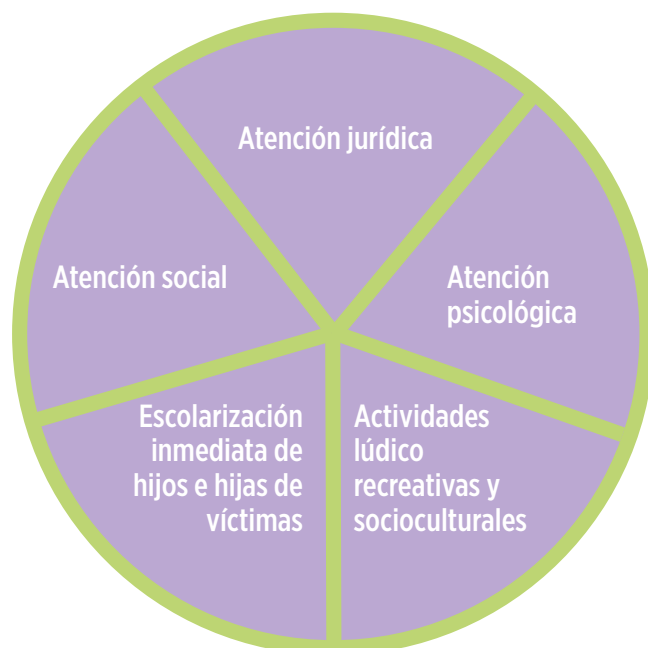 Atención jurídica
Atención social
Atención
psicológica
Escolarización
inmediata de
hijos e hijas de
víctimas
Actividades
lúdico
recreativas y
socioculturales